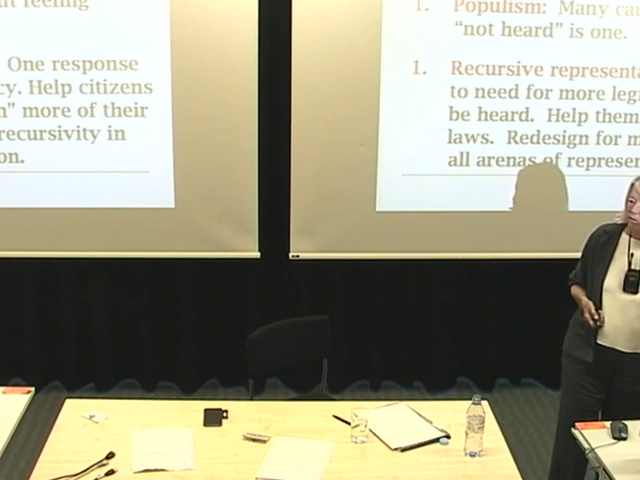 feeling
One response
cy. Help citizens
n" more of their
recursivity in
on.
1. Populism: Many cau
"not heard" is one.
1. Recursive representa
to need for more legi
be heard. Help them
laws. Redesign for m
all arenas of represen